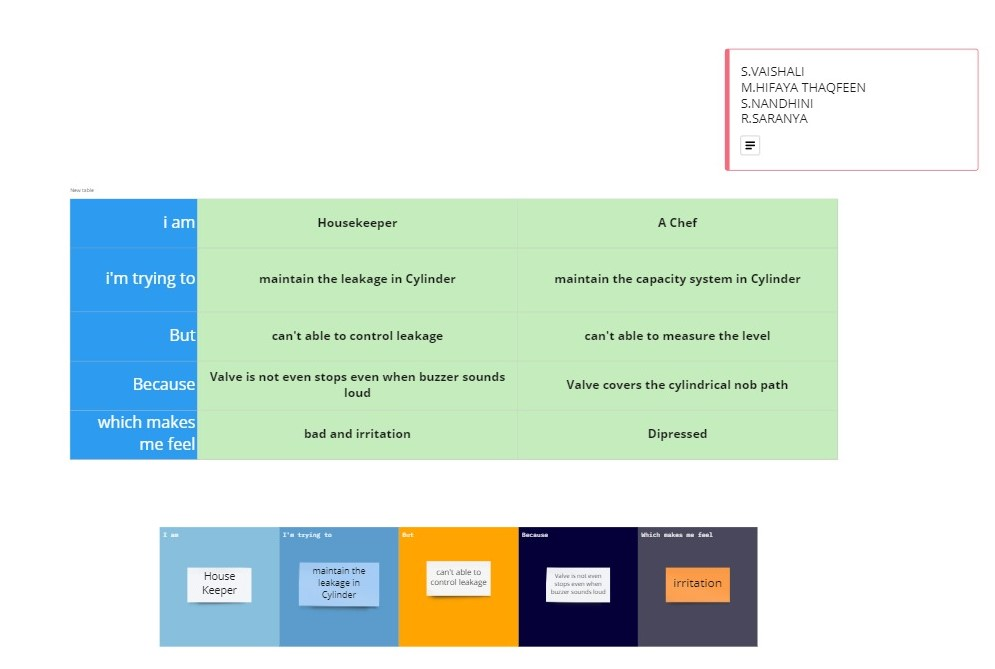 S.VAISHALI
M.HIFAYA THAQFEEN
S.NANDHINI
R.SARANYA
New table
i am
Housekeeper
A Chef
i'm trying to
maintain the leakage in Cylinder
maintain the capacity system in Cylinder
But
can't able to control leakage
can't able to measure the level
Because
Valve is not even stops even when buzzer sounds
loud
Valve covers the cylindrical nob path
which makes
me feel
bad and irritation
Dipressed
I am
House
Keeper
I'm trying to
maintain the
leakage in
Cylinder
But
can't able to
control leakage
Because
Valve is not even
stops even when
buzzer sounds loud
Which makes me feel
irritation